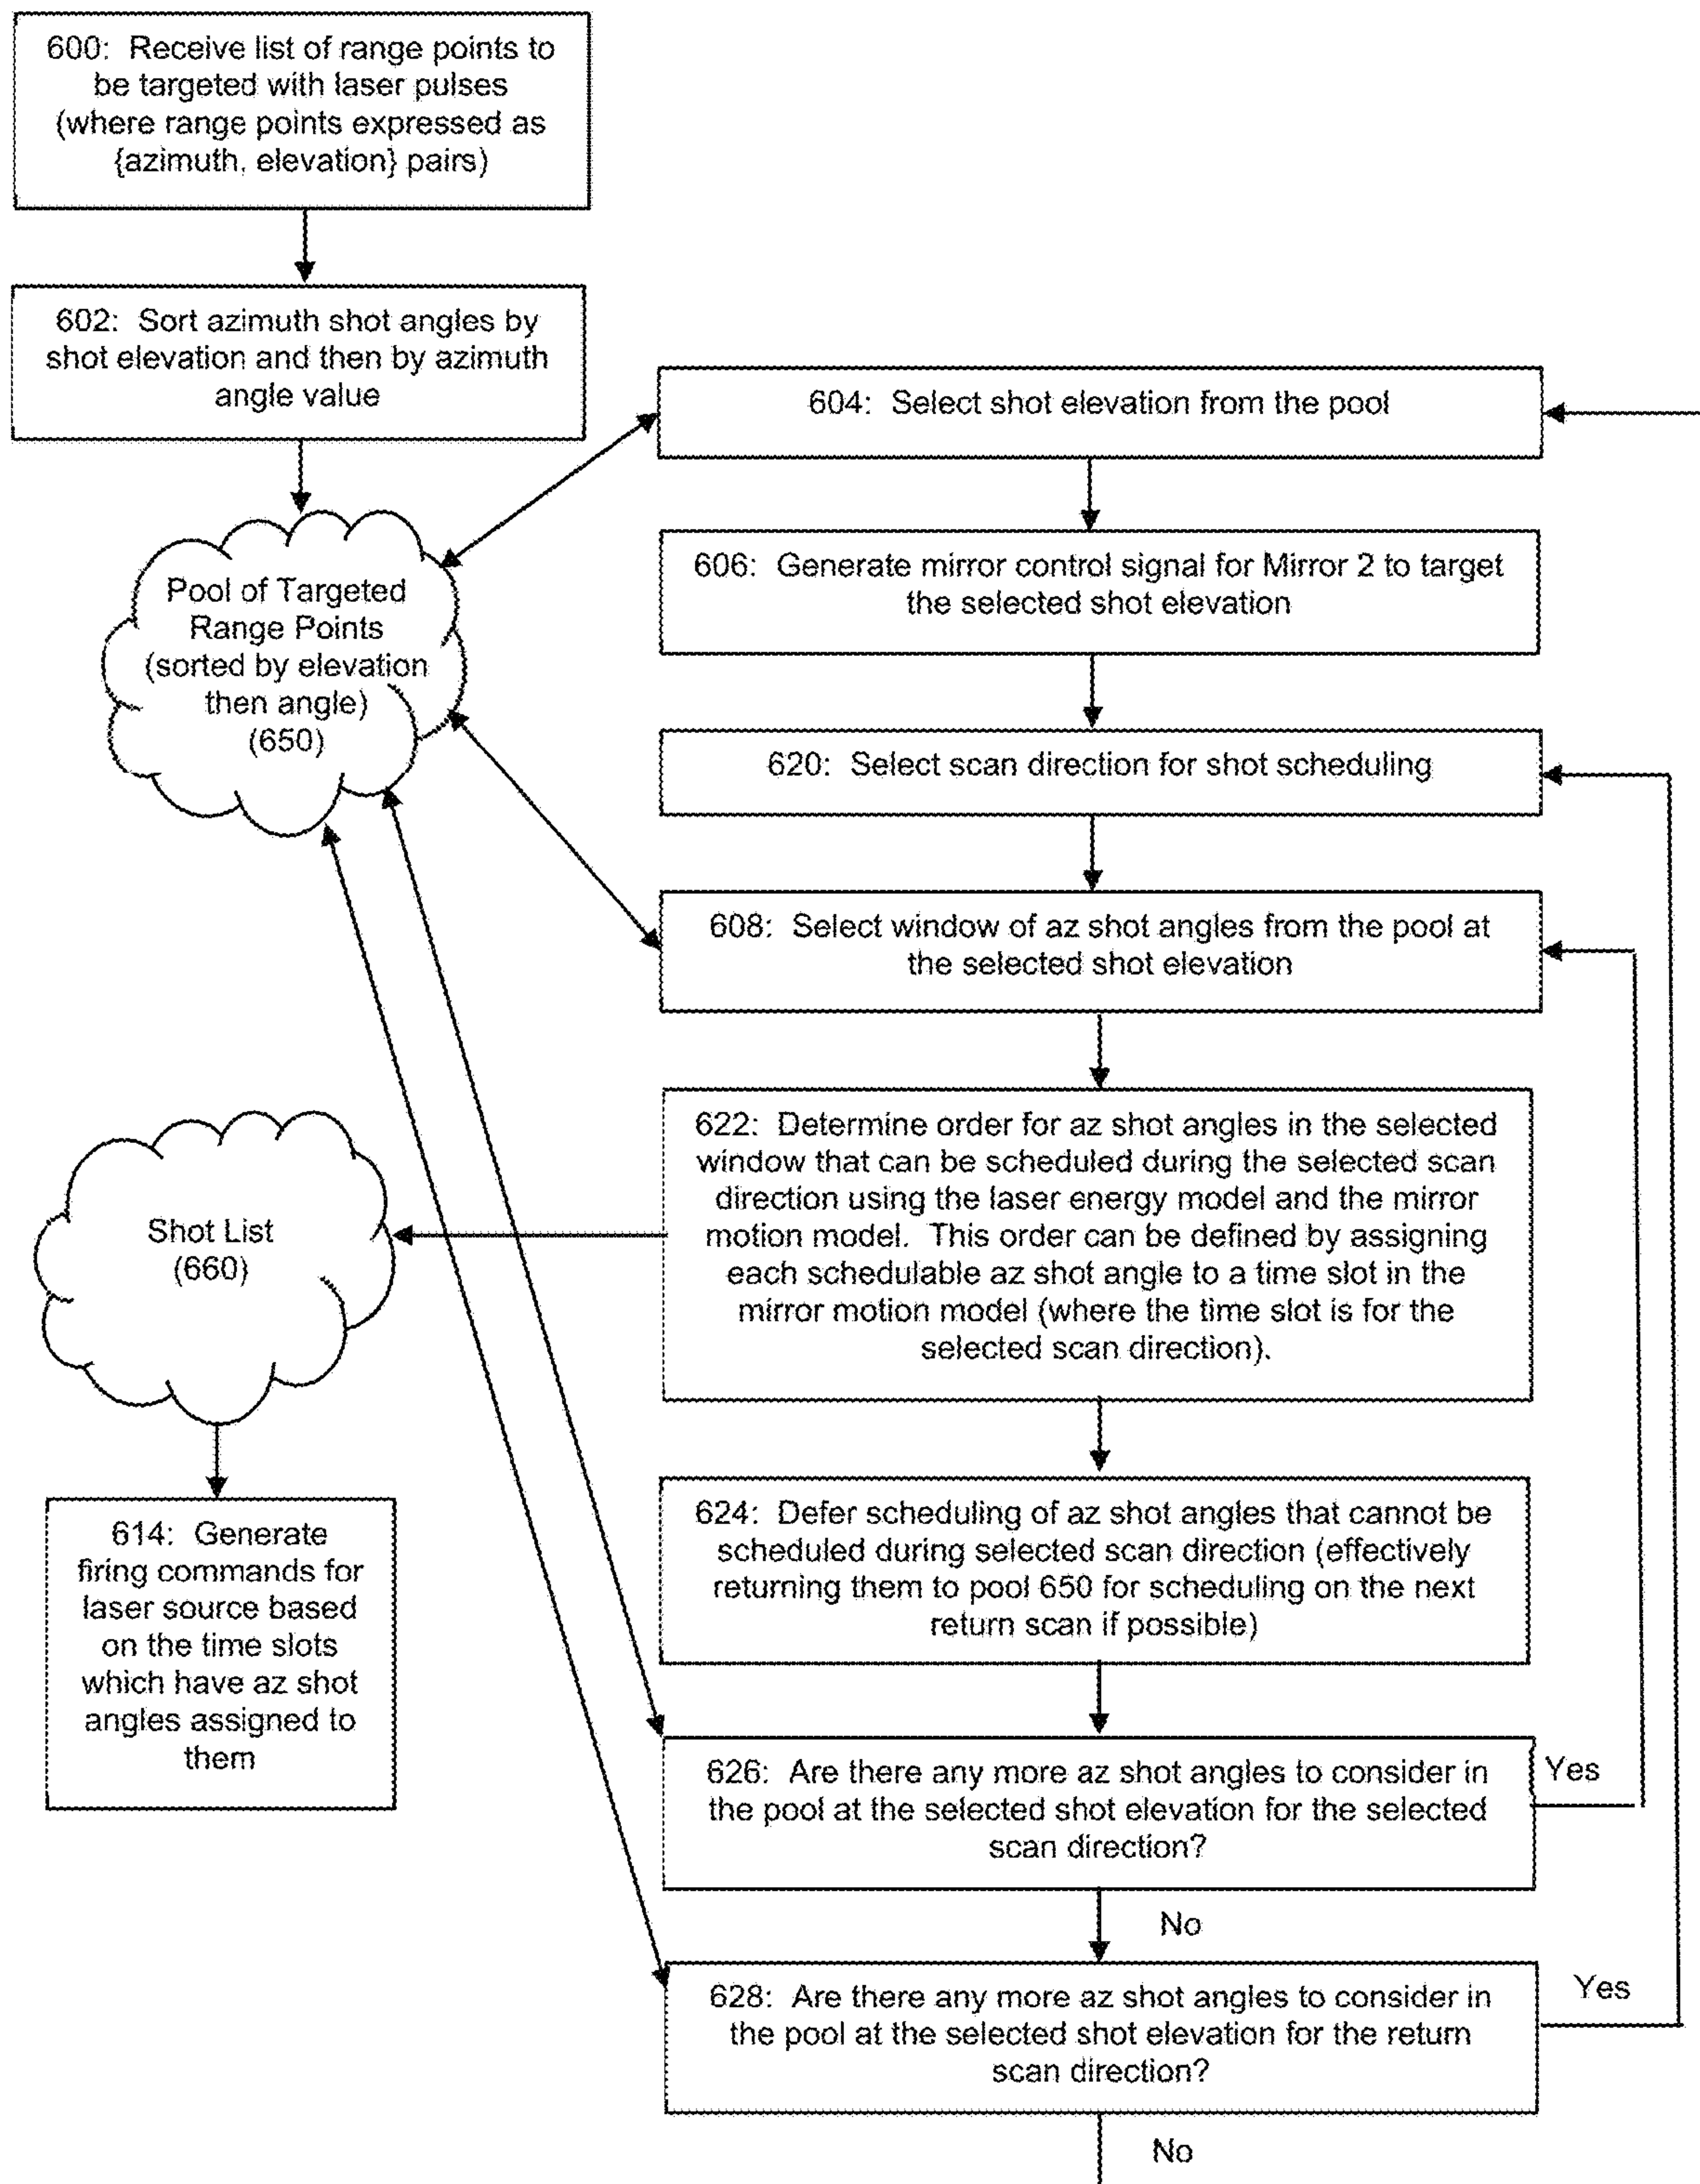 600: Receive list of range points to
be targeted with laser pulses
(where range points expressed as
{azimuth, elevation} pairs)
602: Sort azimuth shot angles by
shot elevation and then by azimuth
angle value
604: Select shot elevation from the pool
606: Generate mirror control signal for Mirror 2 to target
the selected shot elevation
Pool of Targeted
Range Points
(sorted by elevation
then angle)
(650)
620: Select scan direction for shot scheduling
608: Select window of az shot angles from the pool at
the selected shot elevation
622: Determine order for az shot angles in the selected
window that can be scheduled during the selected scan
direction using the laser energy model and the mirror
motion model. This order can be defined by assigning
each schedulable az shot angle to a time slot in the
mirror motion model (where the time slot is for the
selected scan direction).
Shot List
(660)
624: Defer scheduling of az shot angles that cannot be
scheduled during selected scan direction (effectively
returning them to pool 650 for scheduling on the next
return scan if possible)
614: Generate
firing commands for
laser source based
on the time slots
which have az shot
angles assigned to
them
626: Are there any more az shot angles to consider in
the pool at the selected shot elevation for the selected
scan direction?
Yes
No
628: Are there any more az shot angles to consider in
the pool at the selected shot elevation for the return
scan direction?
Yes
No